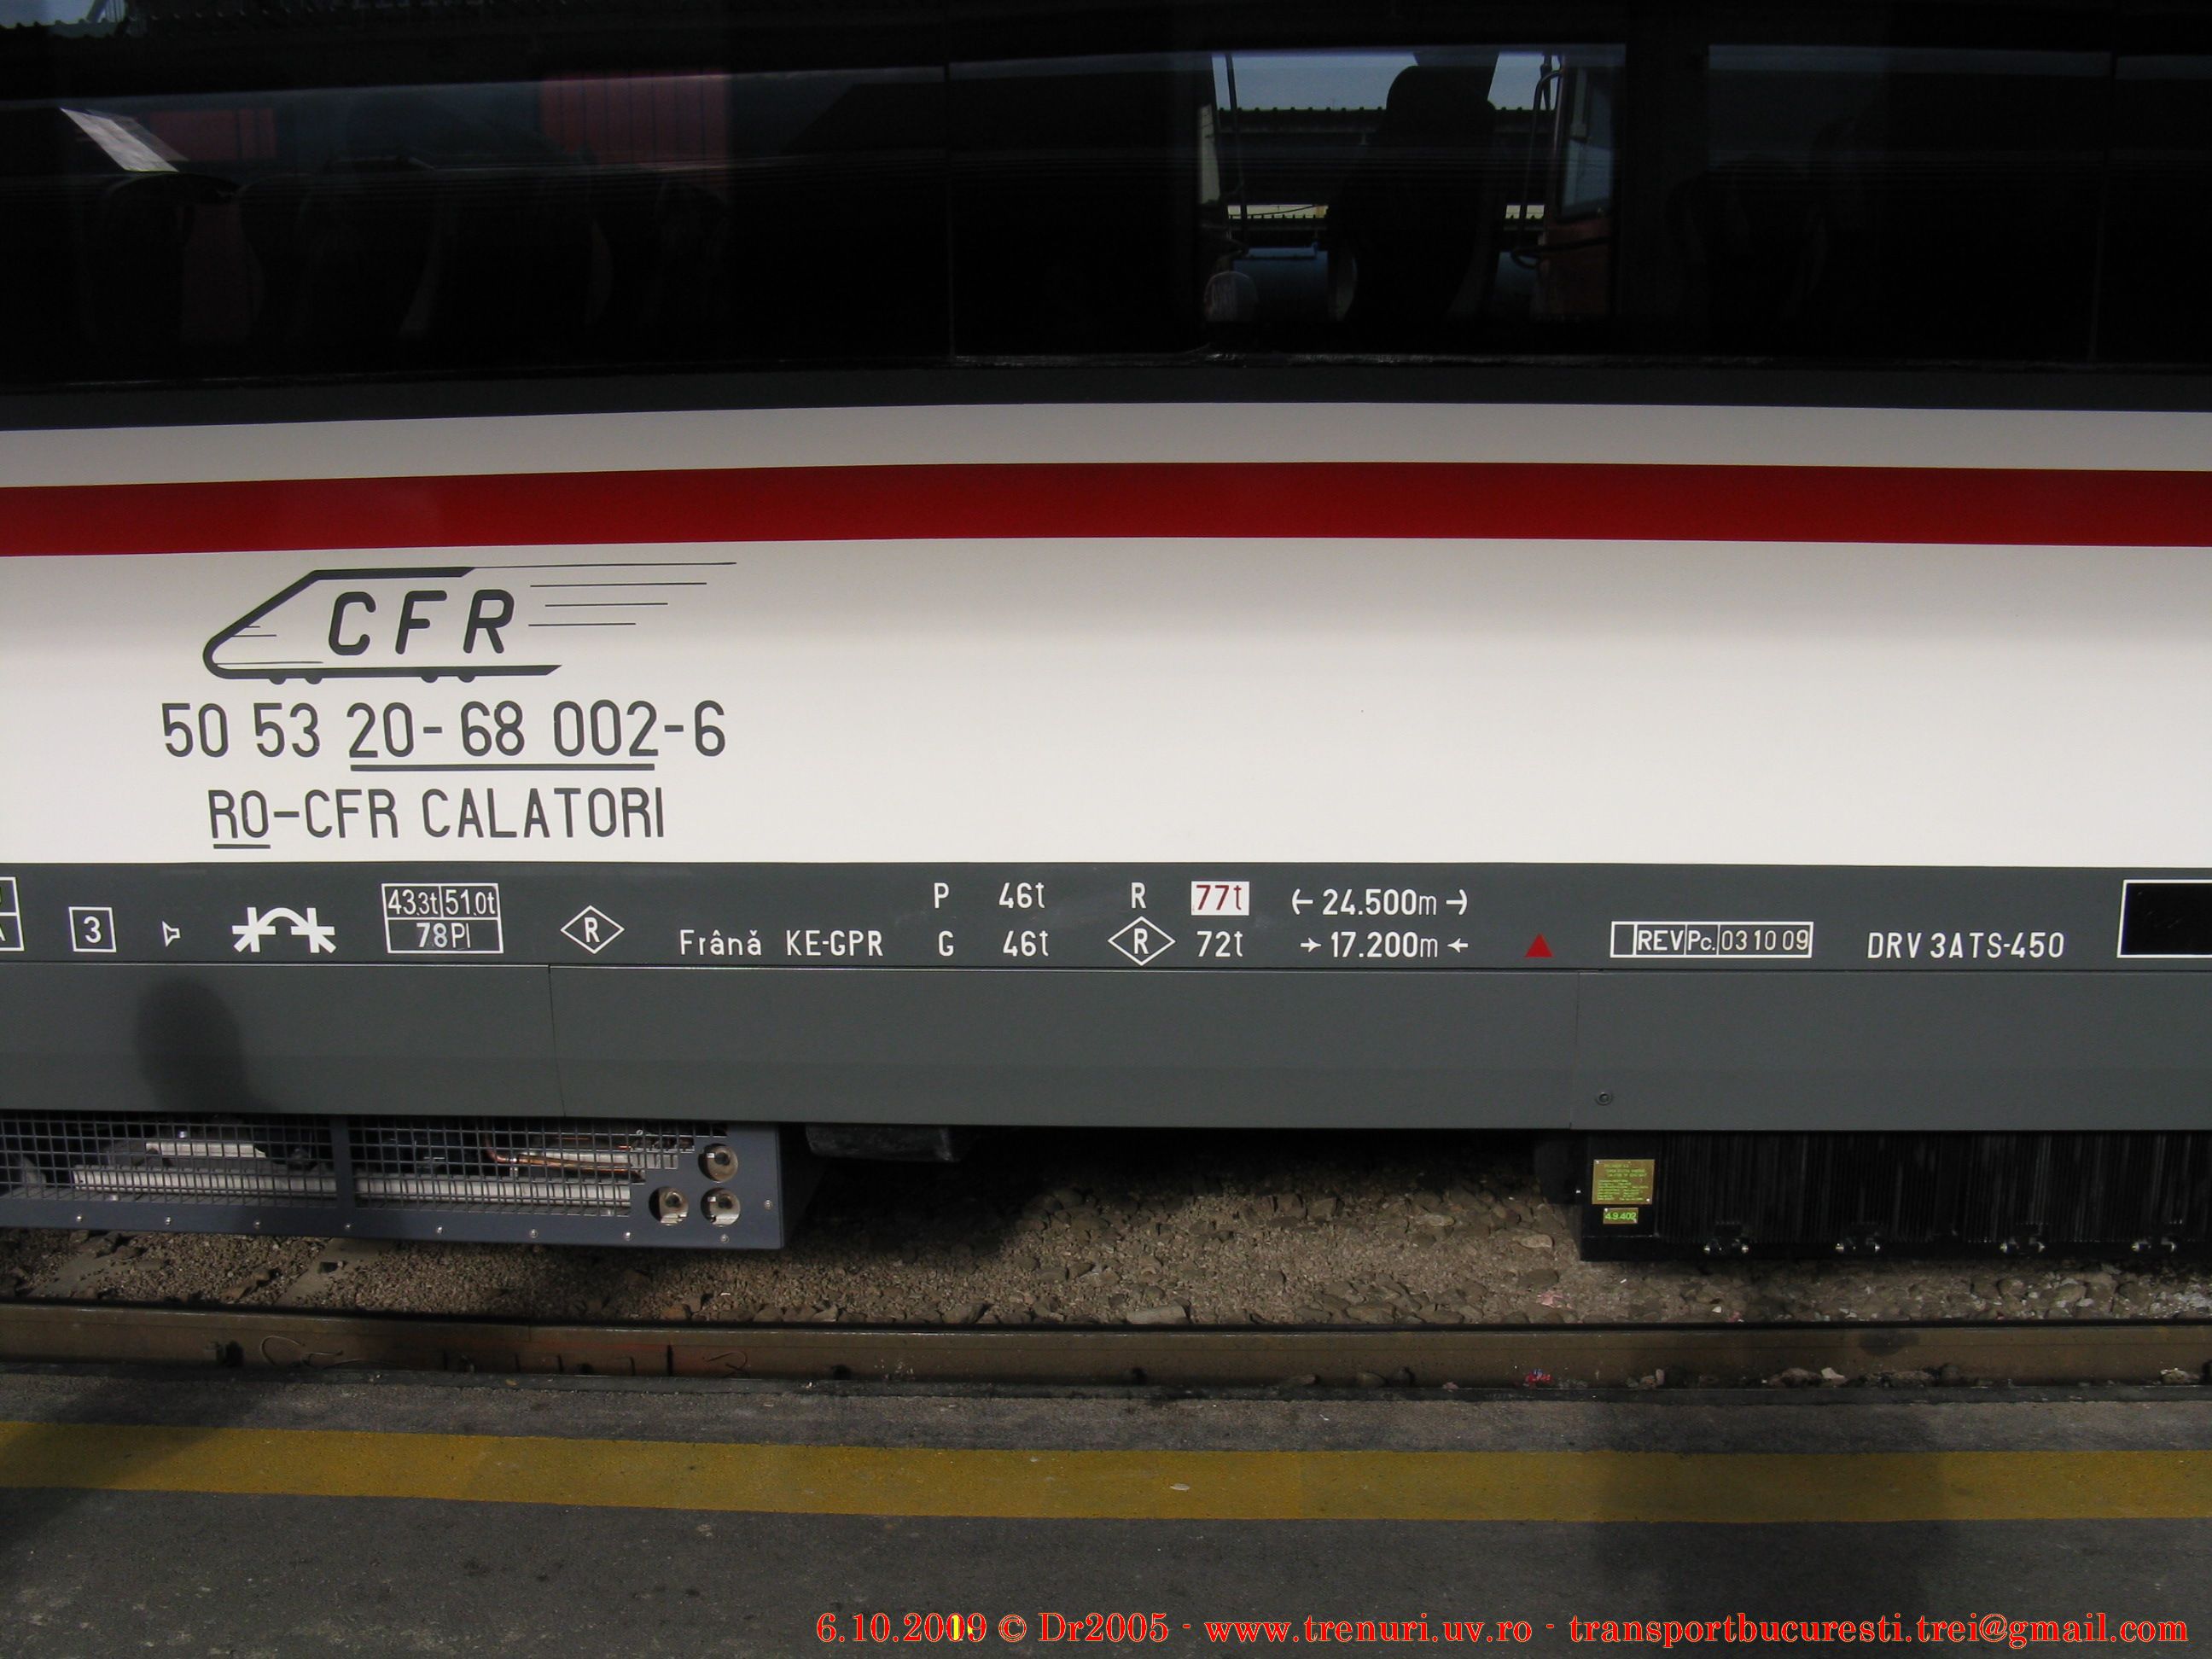 CFR
50 53 20-68 002-6
RO-CFR CALATORI
3
43.3t 51.0t
78Pl
R
Frână KE-GPR
P 46t R 77t
G 46t R 72t
24.500m
17.200m
REV Pc. 03 10 09
DRV 3ATS-450
49.402
6.10.2009 © Dr2005 - www.trenuri.uv.ro - transportbucuresti.trei@gmail.com